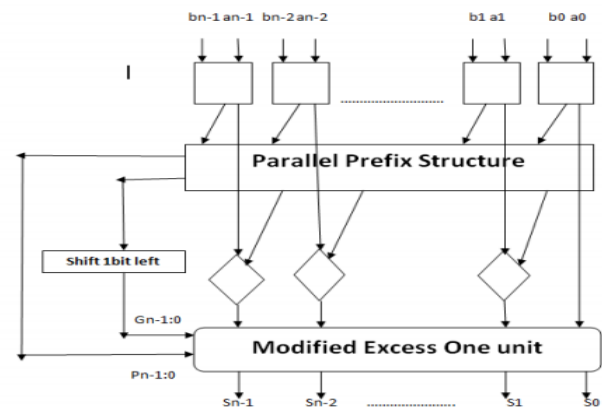 bn-1 an-1 bn-2 an-2 b1 a1 b0 a0
Parallel Prefix Structure
Shift 1bit left
Gn-1:0
Modified Excess One unit
Pn-1:0
Sn-1 Sn-2 S1 S0